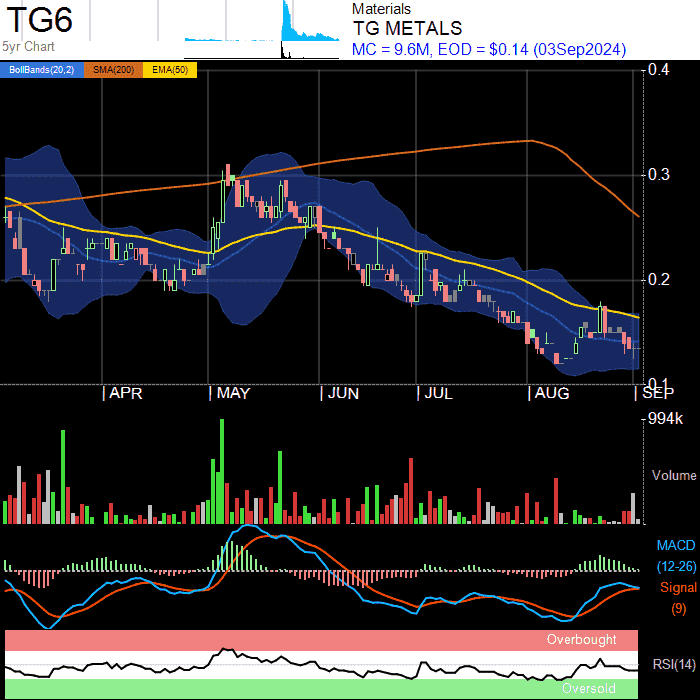 TG6
5yr Chart
Materials
TG METALS
MC = 9.6M, EOD = $0.14 (03Sep2024)
BollBands(20,2) SMA(200) EMA(50)
0.4
0.3
0.2
0.1
APR MAY JUN JUL AUG SEP
994k
Volume
MACD
(12-26)
Signal
(9)
Overbought
RSI(14)
Oversold